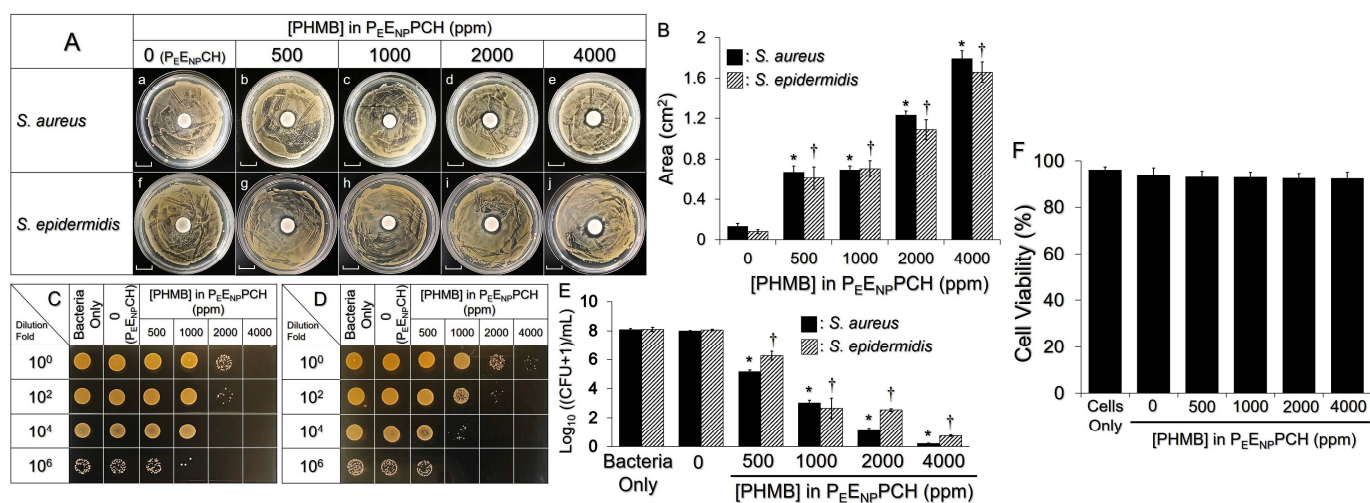 A
[PHMB] in PEENPPCH (ppm)
0 (PEENPCH) 500 1000 2000 4000
S. aureus
a b c d e
S. epidermidis
f g h i j
B
Area (cm²)
2
1.6
1.2
0.8
0.4
0
: S. aureus
: S. epidermidis
* † * † * † * †
0 500 1000 2000 4000
[PHMB] in PEENPPCH (ppm)
C
Dilution
Fold
Bacteria
Only
0
(PEENPCH)
[PHMB] in PEENPPCH
(ppm)
500 1000 2000 4000
10⁰
10²
10⁴
10⁶
D
Dilution
Fold
Bacteria
Only
0
(PEENPCH)
[PHMB] in PEENPPCH
(ppm)
500 1000 2000 4000
10⁰
10²
10⁴
10⁶
E
Log₁₀ ((CFU+1)/mL)
10
8
6
4
2
0
: S. aureus
: S. epidermidis
* † * † * † * †
Bacteria
Only
0 500 1000 2000 4000
[PHMB] in PEENPPCH (ppm)
F
Cell Viability (%)
100
80
60
40
20
0
Cells
Only
0 500 1000 2000 4000
[PHMB] in PEENPPCH (ppm)